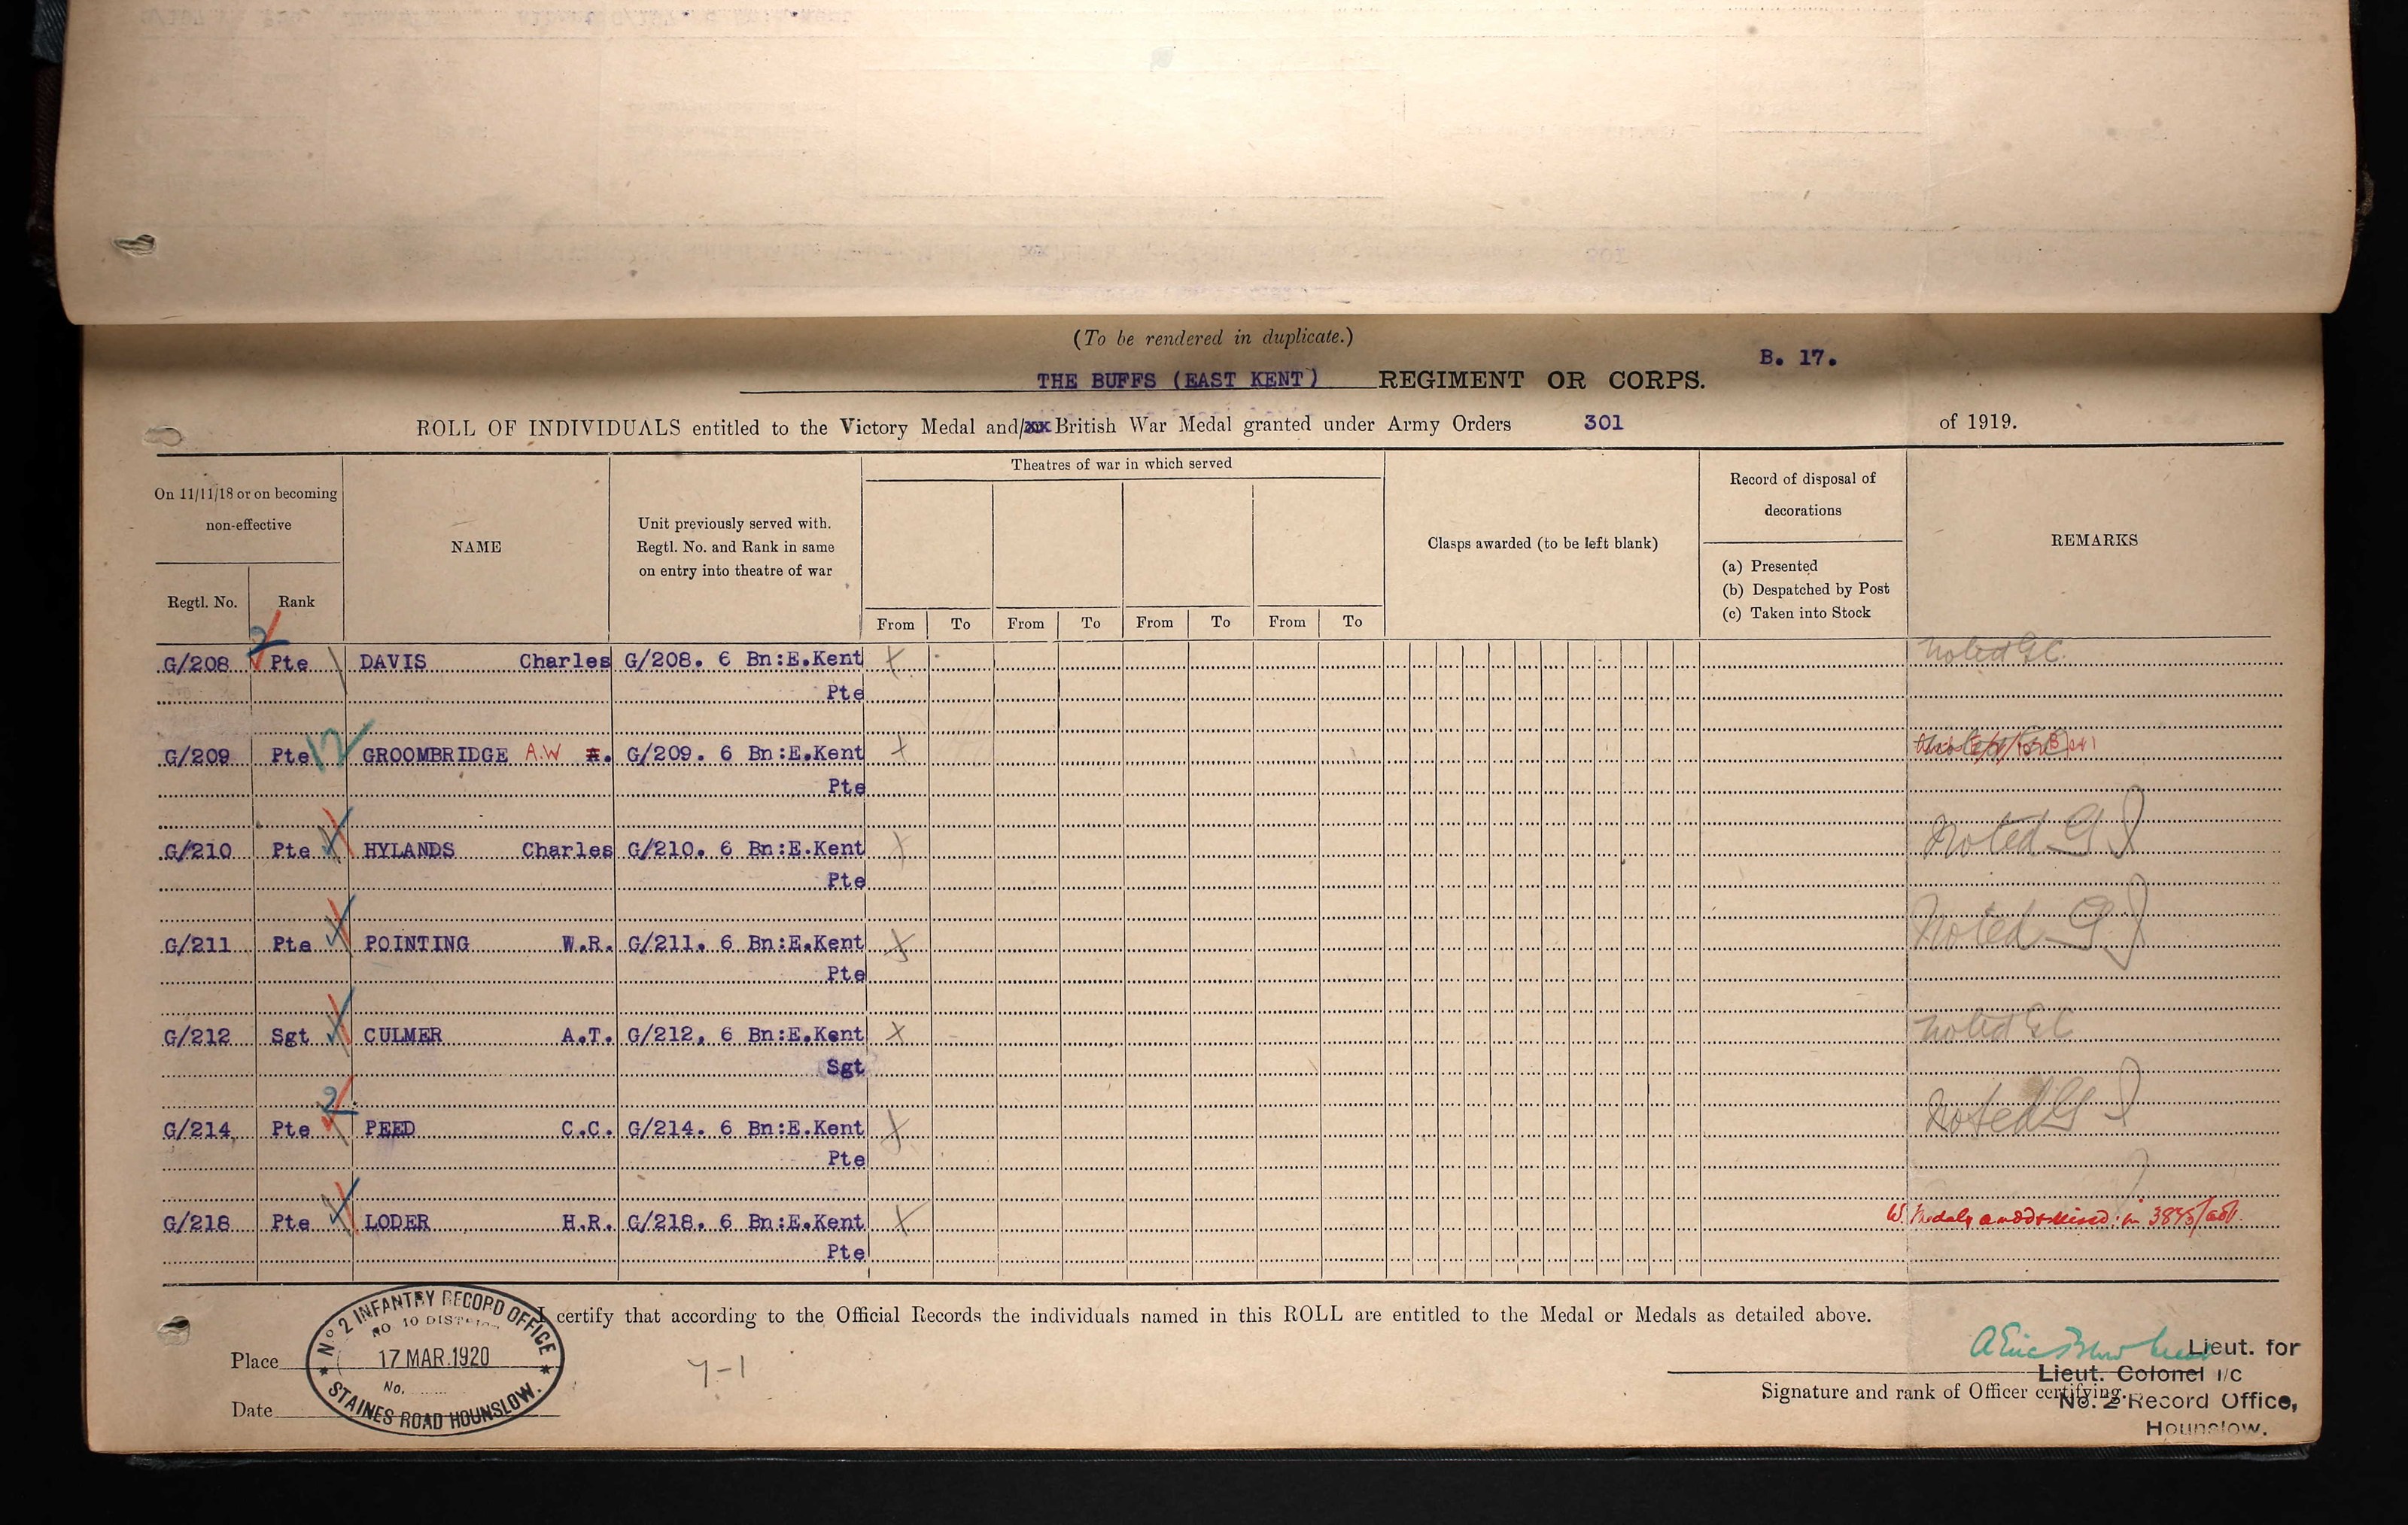 (To be rendered in duplicate.)
B. 17.
THE BUFFS (EAST KENT) REGIMENT OR CORPS.
ROLL OF INDIVIDUALS entitled to the Victory Medal and/xx British War Medal granted under Army Orders 301 of 1919.
On 11/11/18 or on becoming
non-effective
Regtl. No. Rank
NAME
Unit previously served with.
Regtl. No. and Rank in same
on entry into theatre of war
Theatres of war in which served
From To From To From To From To
Clasps awarded (to be left blank)
Record of disposal of
decorations
(a) Presented
(b) Despatched by Post
(c) Taken into Stock
REMARKS
G/208 Pte DAVIS Charles G/208. 6 Bn:E.Kent Noted GC
Pte
G/209 Pte GROOMBRIDGE A.W A. G/209. 6 Bn:E.Kent
Pte
G/210 Pte HYLANDS Charles G/210. 6 Bn:E.Kent Noted
Pte
G/211 Pte POINTING W.R. G/211. 6 Bn:E.Kent Noted
Pte
G/212 Sgt CULMER A.T. G/212. 6 Bn:E.Kent Noted GC
Sgt
G/214 Pte PEED C.C. G/214. 6 Bn:E.Kent Noted
Pte
G/218 Pte LODER H.R. G/218. 6 Bn:E.Kent W. Medals in
Pte
I certify that according to the Official Records the individuals named in this ROLL are entitled to the Medal or Medals as detailed above.
Place
Date
No 2 INFANTRY RECORD OFFICE
NO 10
17 MAR. 1920
No.
STAINES ROAD HOUNSLOW.
Lieut. for
Lieut. Colonel i/c
Signature and rank of Officer certifying.
No. 2 Record Office,
Hounslow.